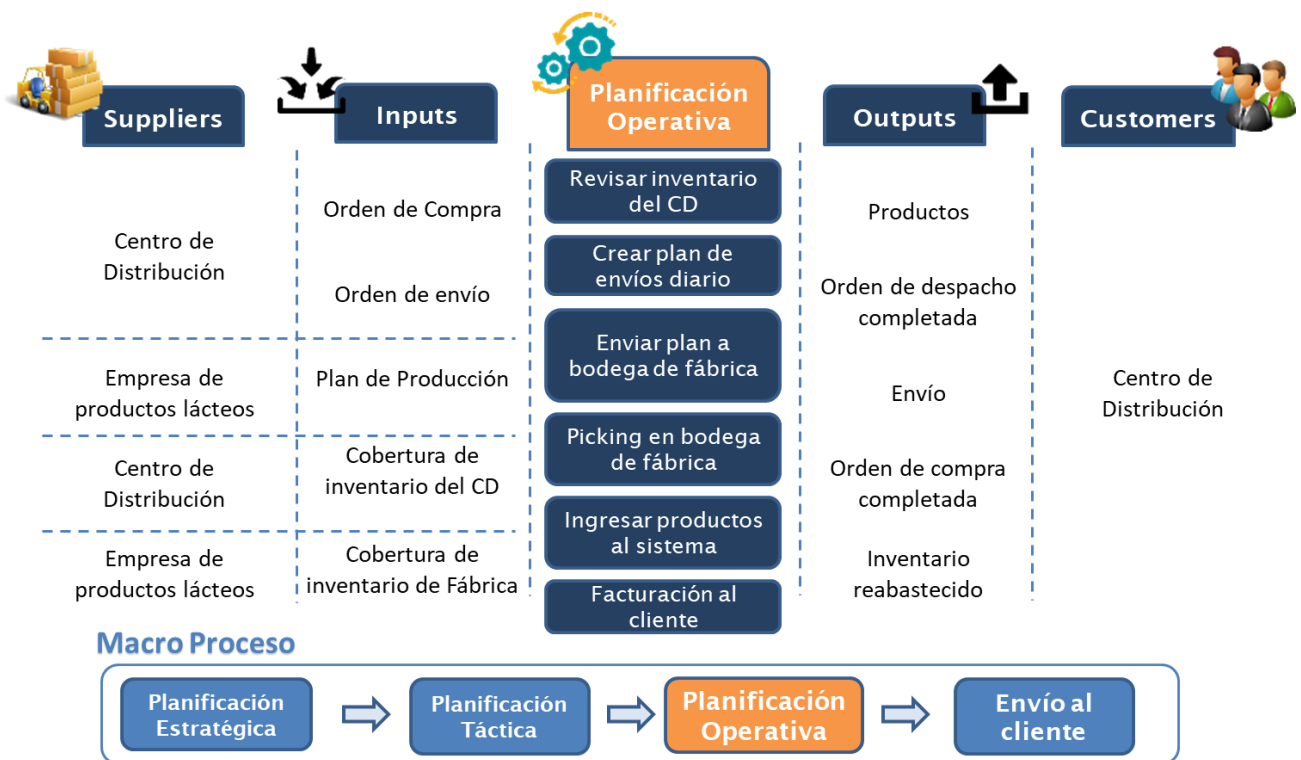 Suppliers
Inputs
Planificación
Operativa
Outputs
Customers
Centro de
Distribución
Empresa de
productos lácteos
Centro de
Distribución
Empresa de
productos lácteos
Orden de Compra
Orden de envío
Plan de Producción
Cobertura de
inventario del CD
Cobertura de
inventario de Fábrica
Revisar inventario
del CD
Crear plan de
envíos diario
Enviar plan a
bodega de fábrica
Picking en bodega
de fábrica
Ingresar productos
al sistema
Facturación al
cliente
Productos
Orden de despacho
completada
Envío
Orden de compra
completada
Inventario
reabastecido
Centro de
Distribución
Macro Proceso
Planificación
Estratégica
Planificación
Táctica
Planificación
Operativa
Envío al
cliente